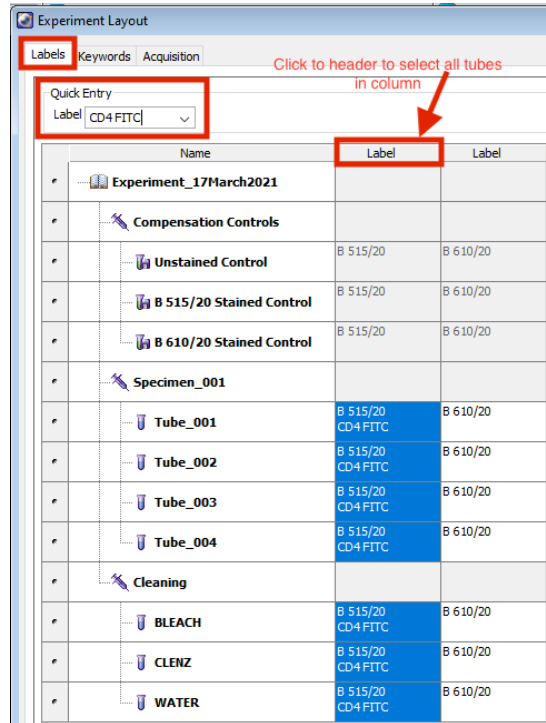 Experiment Layout
Labels Keywords Acquisition
Click to header to select all tubes
in column
Quick Entry
Label CD4 FITC
Name Label Label
Experiment_17March2021
Compensation Controls
Unstained Control B 515/20 B 610/20
B 515/20 Stained Control B 515/20 B 610/20
B 610/20 Stained Control B 515/20 B 610/20
Specimen_001
Tube_001 B 515/20 B 610/20
CD4 FITC
Tube_002 B 515/20 B 610/20
CD4 FITC
Tube_003 B 515/20 B 610/20
CD4 FITC
Tube_004 B 515/20 B 610/20
CD4 FITC
Cleaning
BLEACH B 515/20 B 610/20
CD4 FITC
CLENZ B 515/20 B 610/20
CD4 FITC
WATER B 515/20 B 610/20
CD4 FITC